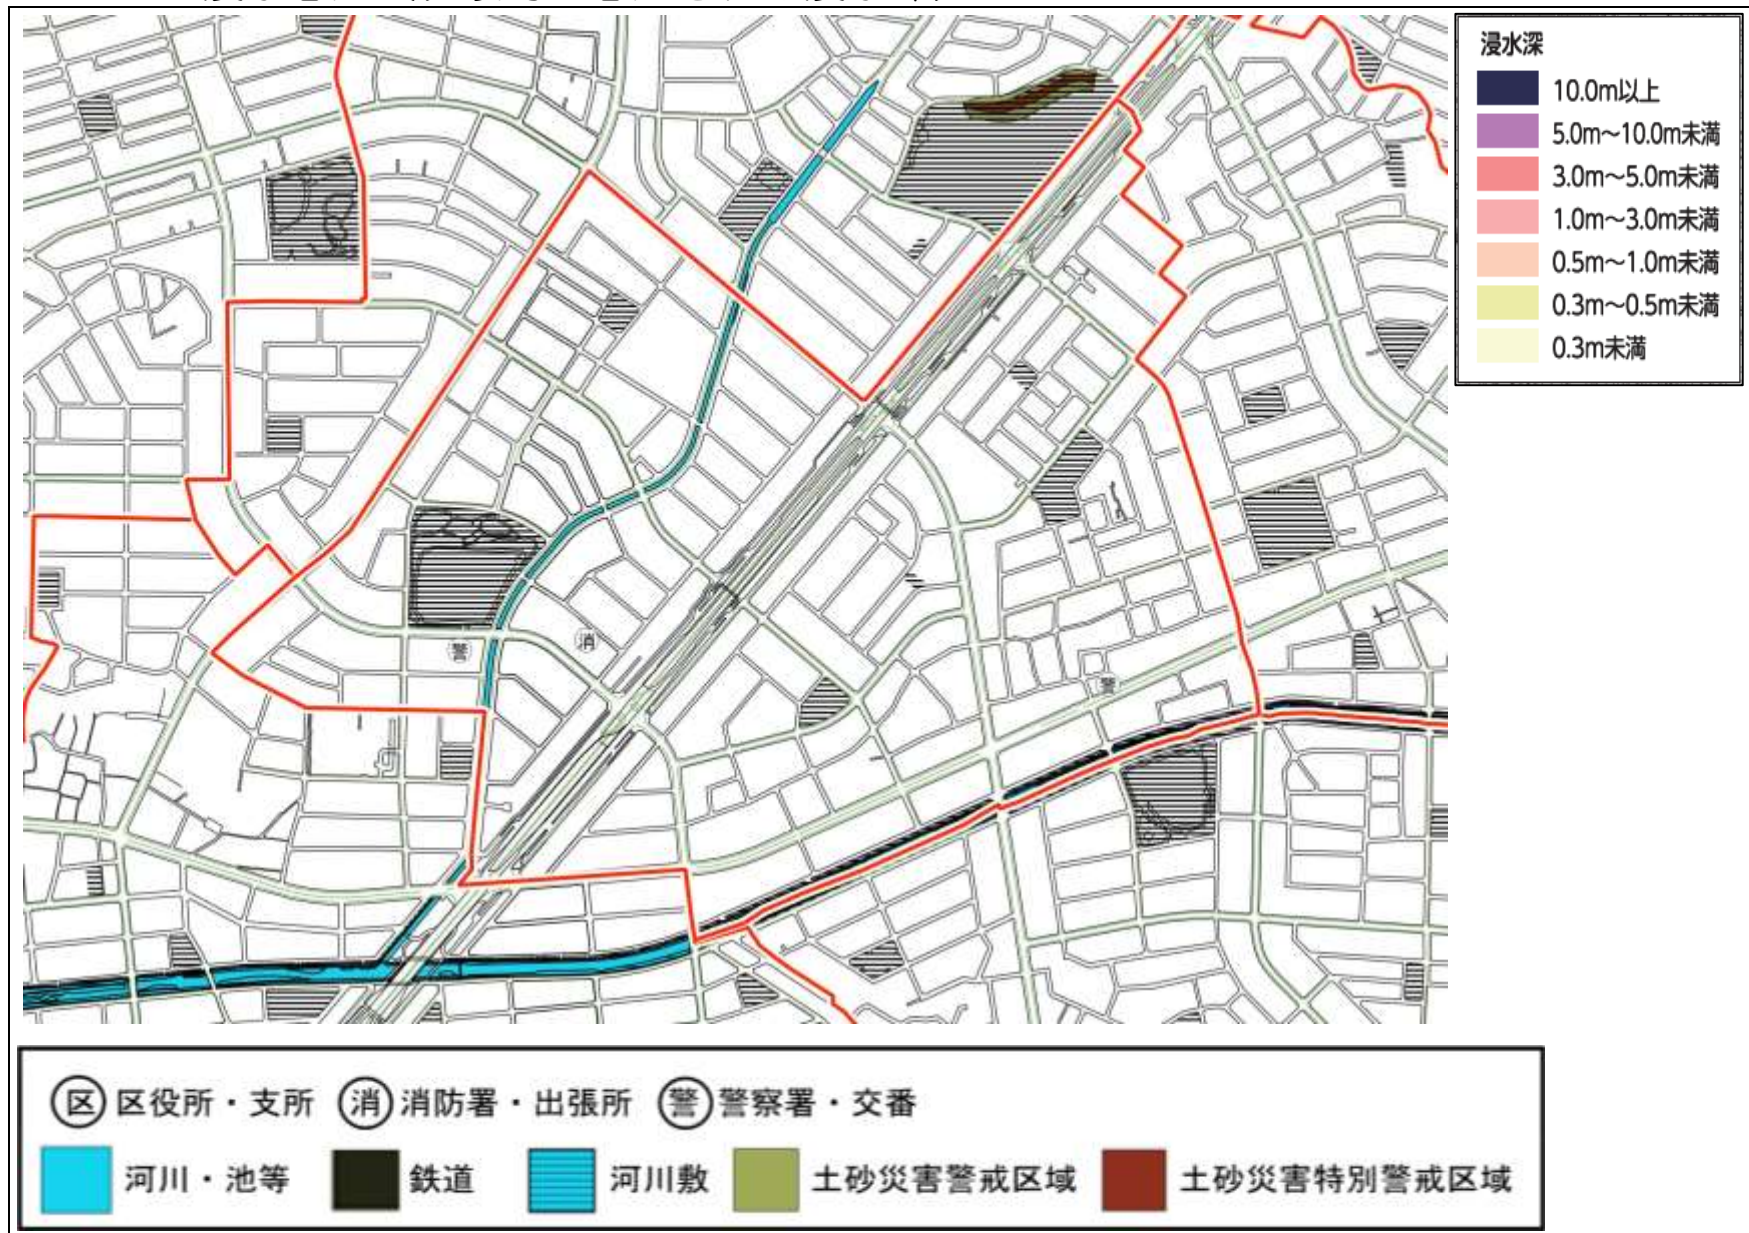 浸水深
10.0m以上
5.0m～10.0m未満
3.0m～5.0m未満
1.0m～3.0m未満
0.5m～1.0m未満
0.3m～0.5m未満
0.3m未満
消
警
警
区 区役所・支所 消 消防署・出張所 警 警察署・交番
河川・池等 鉄道 河川敷 土砂災害警戒区域 土砂災害特別警戒区域